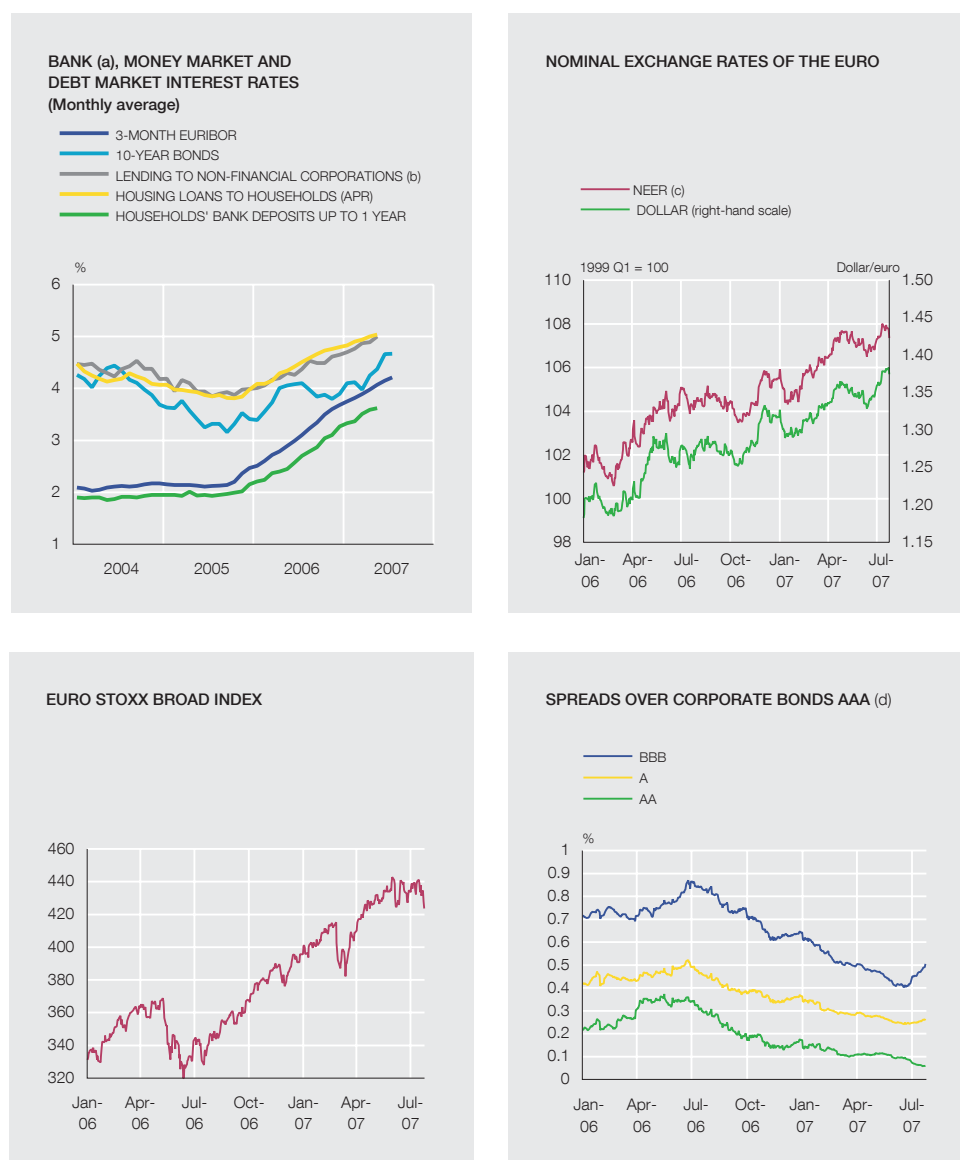 BANK (a), MONEY MARKET AND
DEBT MARKET INTEREST RATES
(Monthly average)
3-MONTH EURIBOR
10-YEAR BONDS
LENDING TO NON-FINANCIAL CORPORATIONS (b)
HOUSING LOANS TO HOUSEHOLDS (APR)
HOUSEHOLDS' BANK DEPOSITS UP TO 1 YEAR
%
6
5
4
3
2
1
2004 2005 2006 2007
NOMINAL EXCHANGE RATES OF THE EURO
NEER (c)
DOLLAR (right-hand scale)
1999 Q1 = 100 Dollar/euro
110 1.50
108 1.45
106 1.40
104 1.35
102 1.30
100 1.25
98 1.20
1.15
Jan- Apr- Jul- Oct- Jan- Apr- Jul-
06 06 06 06 07 07 07
EURO STOXX BROAD INDEX
460
440
420
400
380
360
340
320
Jan- Apr- Jul- Oct- Jan- Apr- Jul-
06 06 06 06 07 07 07
SPREADS OVER CORPORATE BONDS AAA (d)
BBB
A
AA
%
1
0.9
0.8
0.7
0.6
0.5
0.4
0.3
0.2
0.1
0
Jan- Apr- Jul- Oct- Jan- Apr- Jul-
06 06 06 06 07 07 07